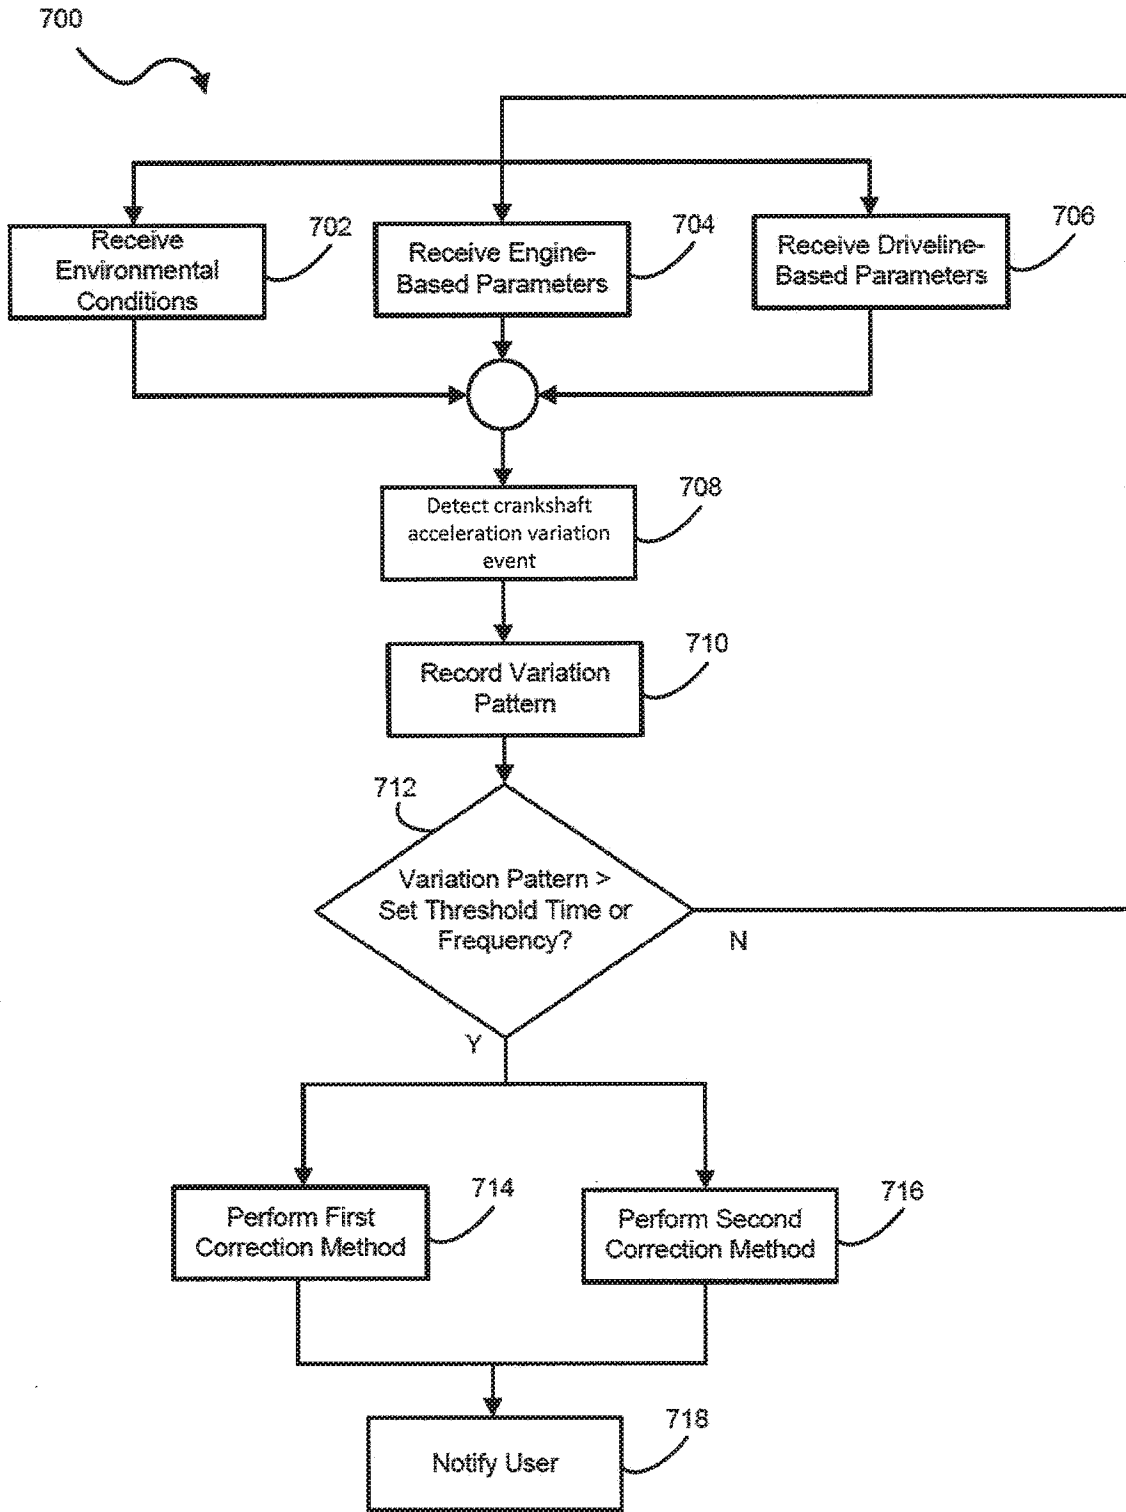 700
702
Receive
Environmental
Conditions
704
Receive Engine-
Based Parameters
706
Receive Driveline-
Based Parameters
708
Detect crankshaft
acceleration variation
event
710
Record Variation
Pattern
712
Variation Pattern >
Set Threshold Time or
Frequency?
N
Y
714
Perform First
Correction Method
716
Perform Second
Correction Method
718
Notify User